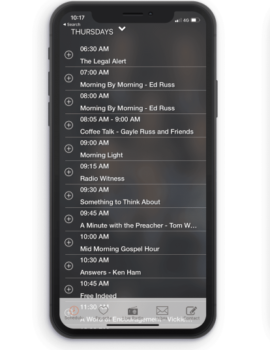 10:17
4G
Search
THURSDAYS
06:30 AM
The Legal Alert
07:00 AM
Morning By Morning - Ed Russ
08:00 AM
Morning By Morning - Ed Russ
08:05 AM - 9:00 AM
Coffee Talk - Gayle Russ and Friends
09:00 AM
Morning Light
09:15 AM
Radio Witness
09:30 AM
Something to Think About
09:45 AM
A Minute with the Preacher - Tom W...
10:00 AM
Mid Morning Gospel Hour
10:30 AM
Answers - Ken Ham
10:45 AM
Free Indeed
11:30 AM